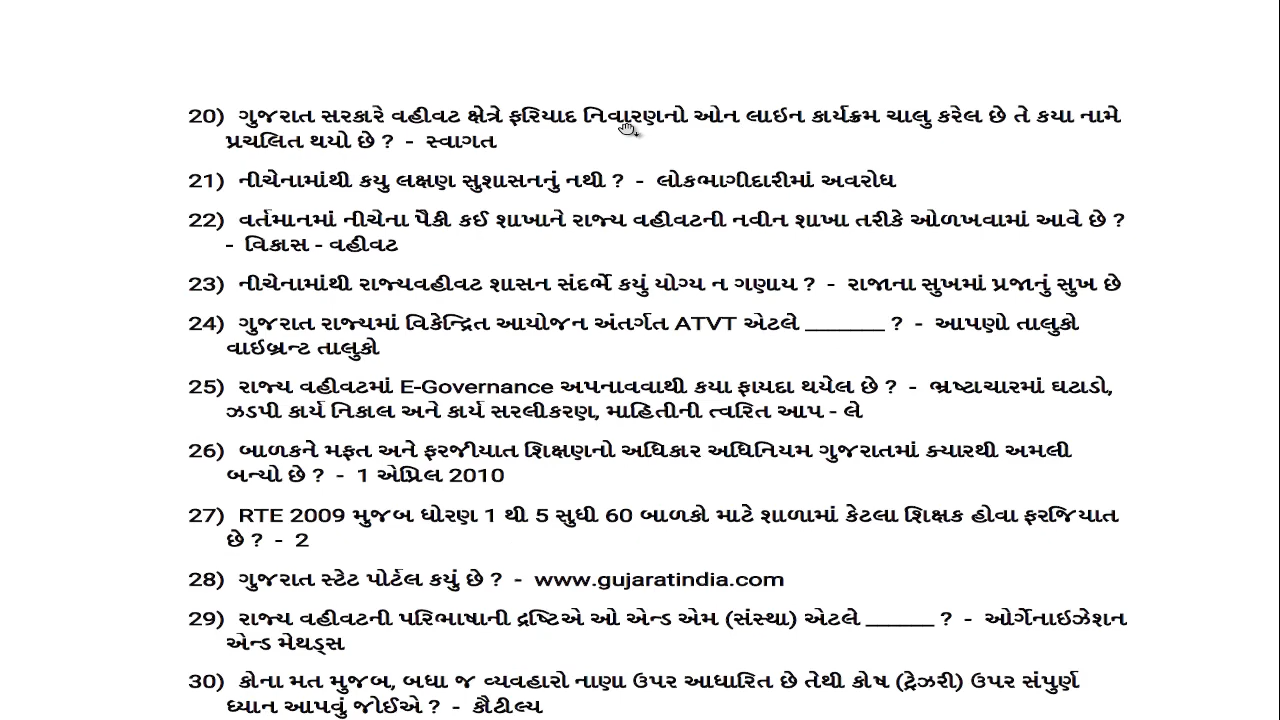 20) ગુજરાત સરકારે વહીવટ ક્ષેત્રે ફરિયાદ નિવારણનો ઓન લાઈન કાર્યક્રમ ચાલુ કરેલ છે તે કયા નામે
પ્રચલિત થયો છે ? - સ્વાગત
21) નીચેનામાંથી કયુ લક્ષણ સુશાસનનું નથી ? - લોકભાગીદારીમાં અવરોધ
22) વર્તમાનમાં નીચેના પૈકી કઈ શાખાને રાજ્ય વહીવટની નવીન શાખા તરીકે ઓળખવામાં આવે છે ?
- વિકાસ - વહીવટ
23) નીચેનામાંથી રાજ્યવહીવટ શાસન સંદર્ભે કયું યોગ્ય ન ગણાય ? - રાજાના સુખમાં પ્રજાનું સુખ છે
24) ગુજરાત રાજ્યમાં વિકેન્દ્રિત આયોજન અંતર્ગત ATVT એટલે _______ ? - આપણો તાલુકો
વાઇબ્રન્ટ તાલુકો
25) રાજ્ય વહીવટમાં E-Governance અપનાવવાથી કયા ફાયદા થયેલ છે ? - ભ્રષ્ટાચારમાં ઘટાડો,
ઝડપી કાર્ય નિકાલ અને કાર્ય સરલીકરણ, માહિતીની ત્વરિત આપ - લે
26) બાળકને મફત અને ફરજીયાત શિક્ષણનો અધિકાર અધિનિયમ ગુજરાતમાં ક્યારથી અમલી
બન્યો છે ? - 1 એપ્રિલ 2010
27) RTE 2009 મુજબ ધોરણ 1 થી 5 સુધી 60 બાળકો માટે શાળામાં કેટલા શિક્ષક હોવા ફરજિયાત
છે ? - 2
28) ગુજરાત સ્ટેટ પોર્ટલ કયું છે ? - www.gujaratindia.com
29) રાજ્ય વહીવટની પરિભાષાની દ્રષ્ટિએ ઓ એન્ડ એમ (સંસ્થા) એટલે ______ ? - ઓર્ગેનાઇઝેશન
એન્ડ મેથડ્સ
30) કોના મત મુજબ, બધા જ વ્યવહારો નાણા ઉપર આધારિત છે તેથી કોષ (ટ્રેઝરી) ઉપર સંપુર્ણ
ધ્યાન આપવું જોઈએ ? - કૌટીલ્ય